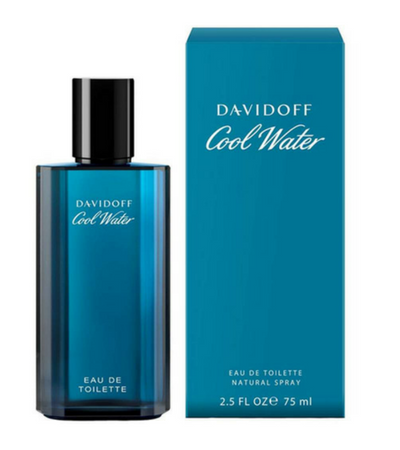 DAVIDOFF
Cool Water
EAU DE
TOILETTE
DAVIDOFF
Cool Water
EAU DE TOILETTE
NATURAL SPRAY
2.5 FL OZ℮ 75 ml